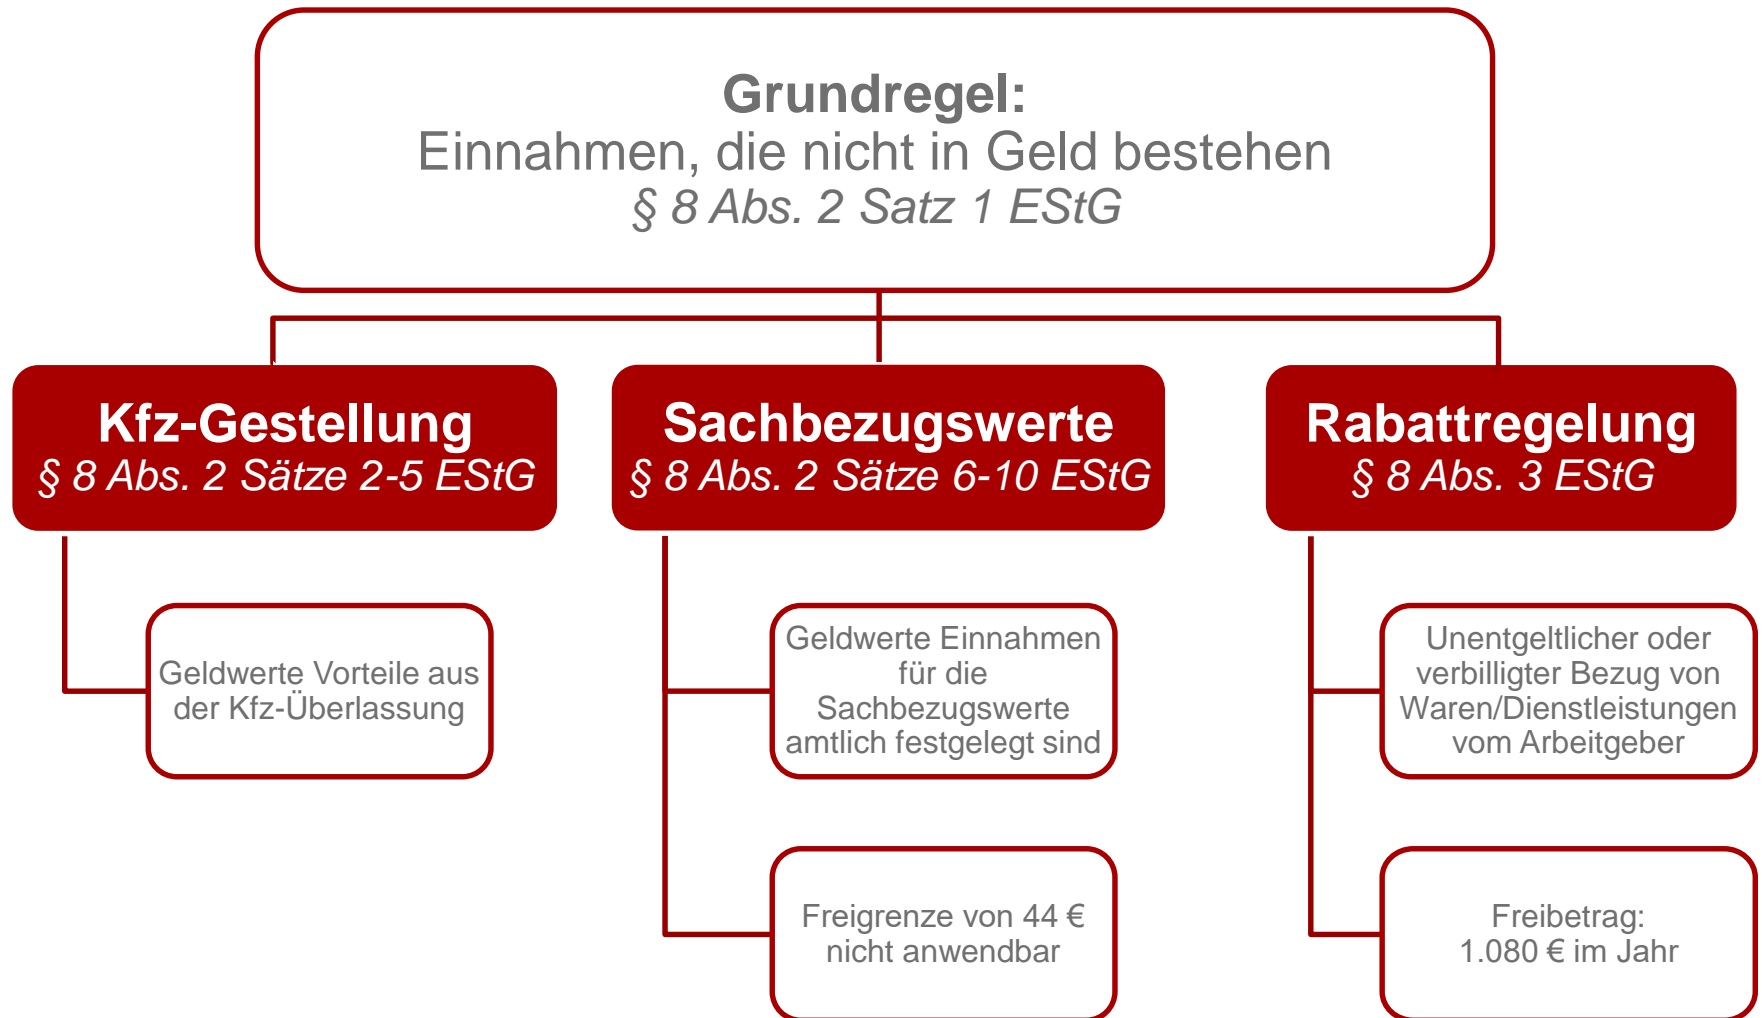 Grundregel:
Einnahmen, die nicht in Geld bestehen
§ 8 Abs. 2 Satz 1 EStG
Kfz-Gestellung
§ 8 Abs. 2 Sätze 2-5 EStG
Sachbezugswerte
§ 8 Abs. 2 Sätze 6-10 EStG
Rabattregelung
§ 8 Abs. 3 EStG
Geldwerte Vorteile aus
der Kfz-Überlassung
Geldwerte Einnahmen
für die
Sachbezugswerte
amtlich festgelegt sind
Unentgeltlicher oder
verbilligter Bezug von
Waren/Dienstleistungen
vom Arbeitgeber
Freigrenze von 44 €
nicht anwendbar
Freibetrag:
1.080 € im Jahr